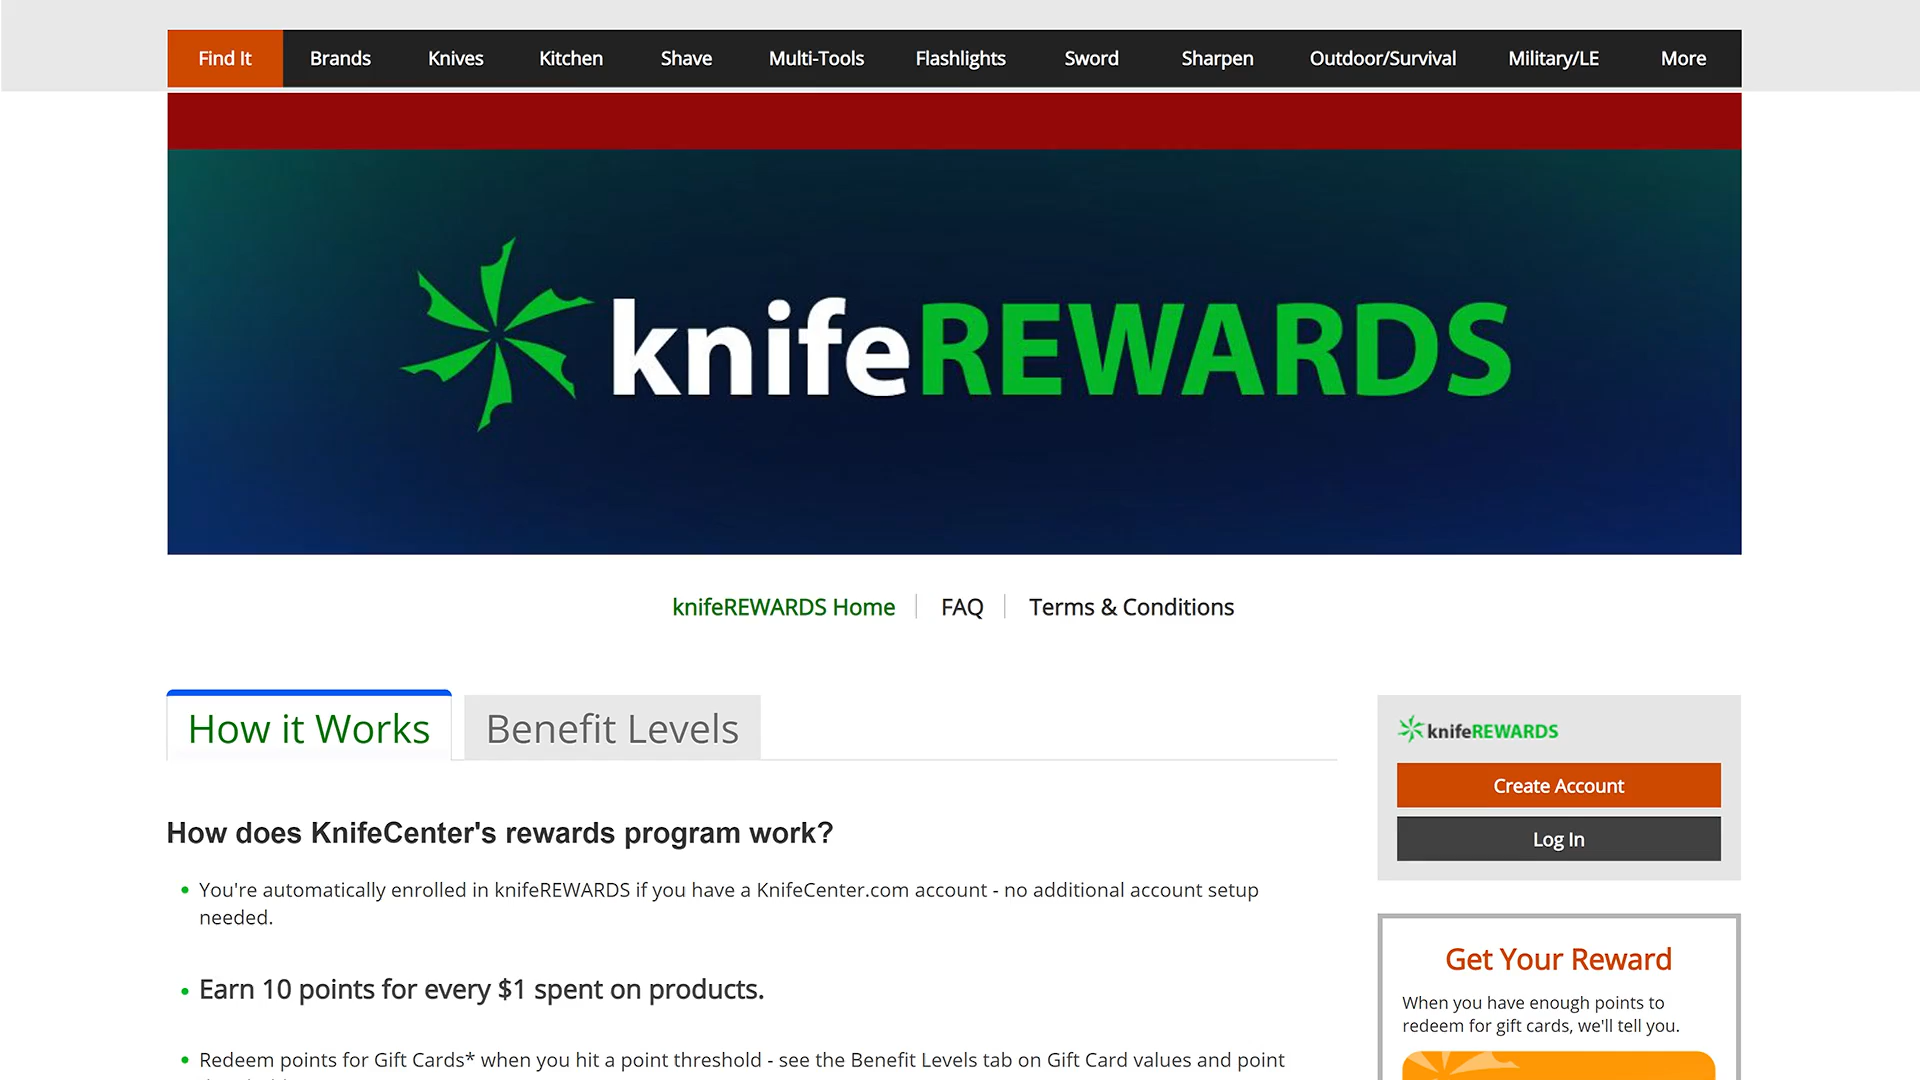 Find It Brands Knives Kitchen Shave Multi-Tools Flashlights Sword Sharpen Outdoor/Survival Military/LE More
knifeREWARDS
knifeREWARDS Home FAQ Terms & Conditions
How it Works Benefit Levels
How does KnifeCenter's rewards program work?
You're automatically enrolled in knifeREWARDS if you have a KnifeCenter.com account - no additional account setup
needed.
Earn 10 points for every $1 spent on products.
Redeem points for Gift Cards* when you hit a point threshold - see the Benefit Levels tab on Gift Card values and point
knifeREWARDS
Create Account
Log In
Get Your Reward
When you have enough points to
redeem for gift cards, we'll tell you.